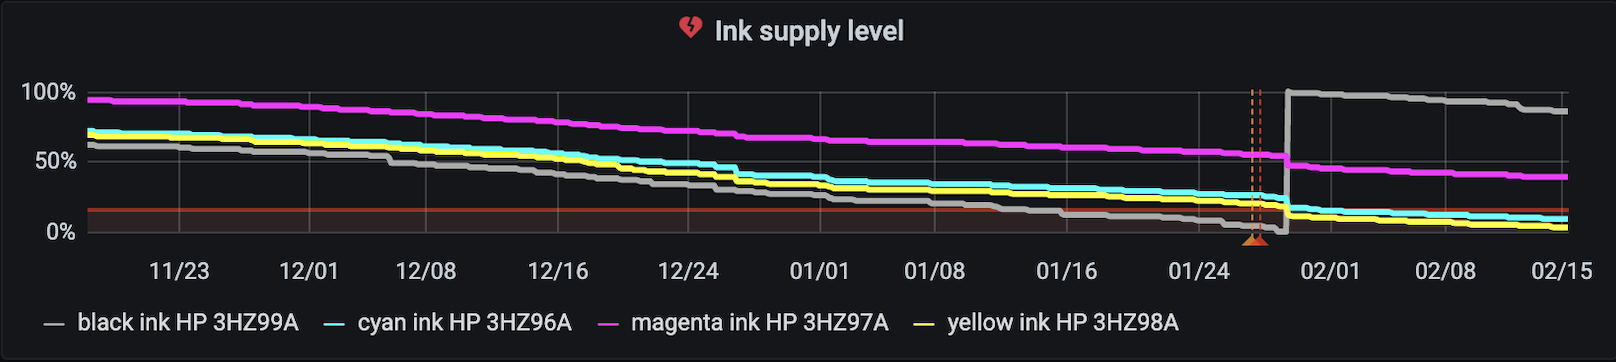 Ink supply level
100%
50%
0%
11/23 12/01 12/08 12/16 12/24 01/01 01/08 01/16 01/24 02/01 02/08 02/15
black ink HP 3HZ99A cyan ink HP 3HZ96A magenta ink HP 3HZ97A yellow ink HP 3HZ98A